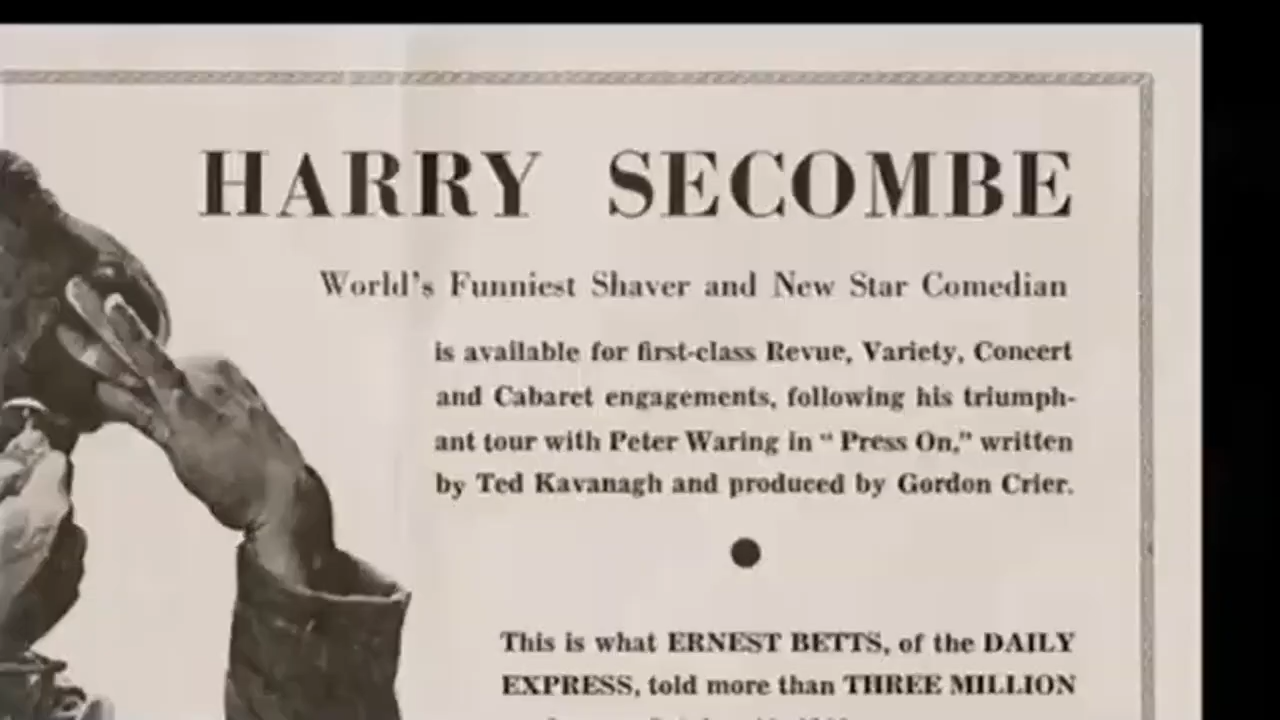 HARRY SECOMBE
World's Funniest Shaver and New Star Comedian
is available for first-class Revue, Variety, Concert
and Cabaret engagements, following his triumph-
ant tour with Peter Waring in “Press On,” written
by Ted Kavanagh and produced by Gordon Crier.
This is what ERNEST BETTS, of the DAILY
EXPRESS, told more than THREE MILLION